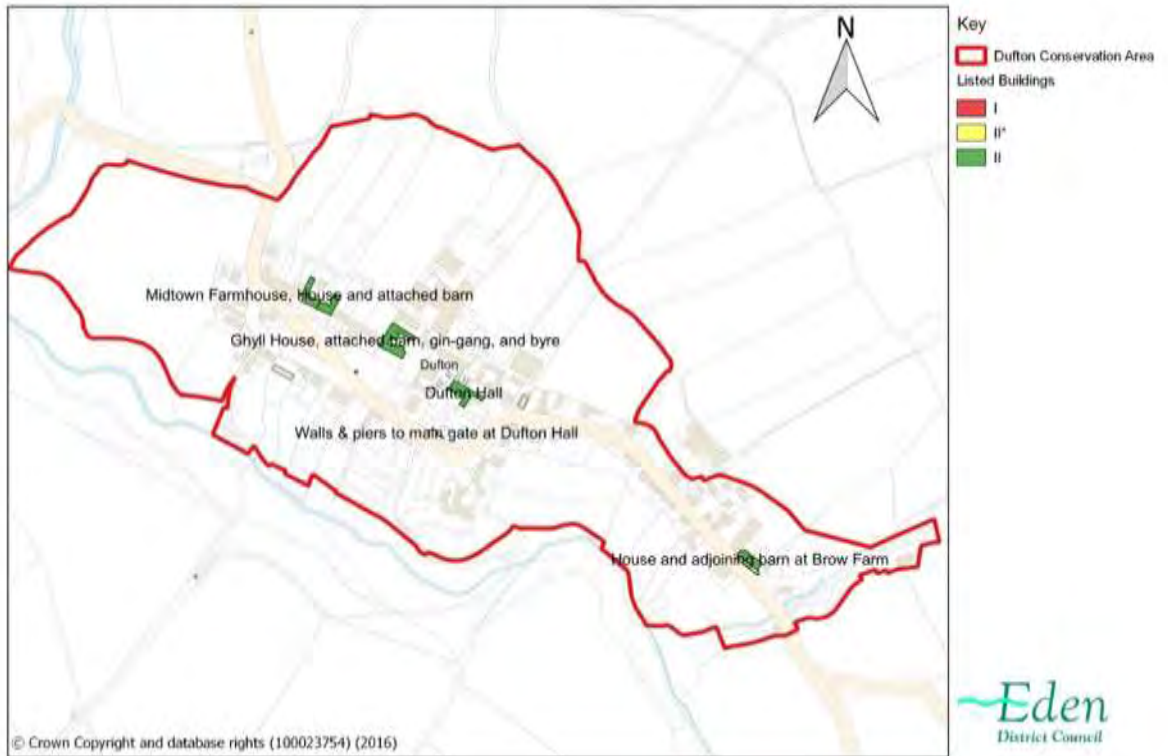 N
Midtown Farmhouse, House and attached barn
Ghyll House, attached barn, gin-gang, and byre
Dufton
Dufton Hall
Walls & piers to main gate at Dufton Hall
House and adjoining barn at Brow Farm
© Crown Copyright and database rights (100023754) (2016)
Key
Dufton Conservation Area
Listed Buildings
I
II*
II
Eden
District Council